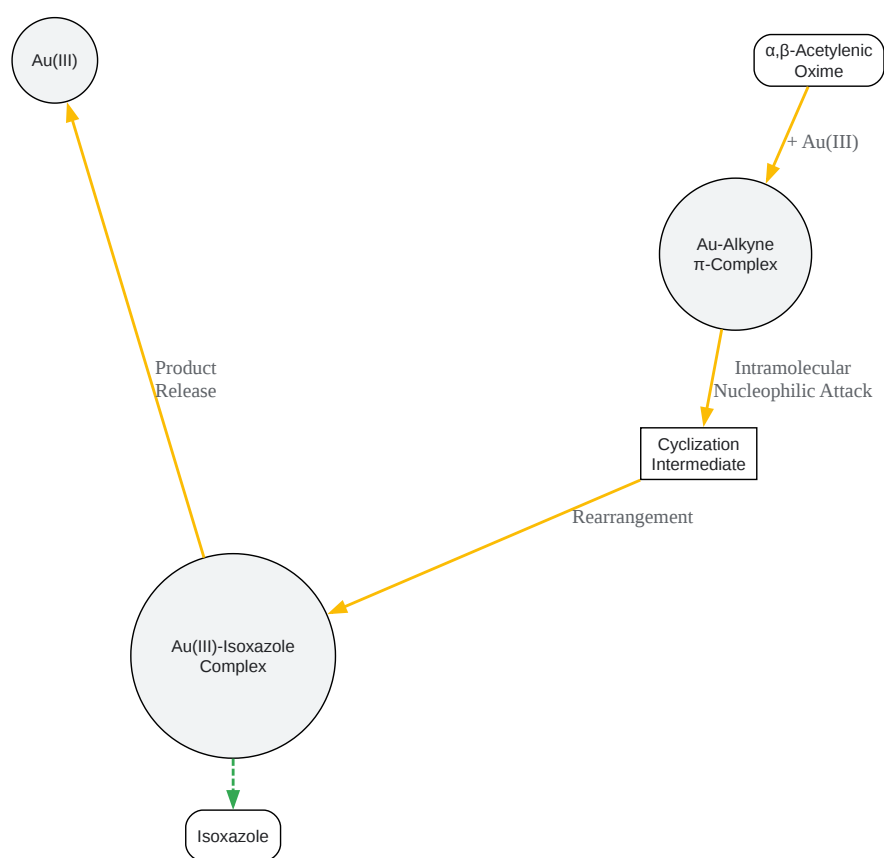 Au(III)
α,β-Acetylenic
Oxime
+ Au(III)
Au-Alkyne
π-Complex
Product
Release
Intramolecular
Nucleophilic Attack
Cyclization
Intermediate
Rearrangement
Au(III)-Isoxazole
Complex
Isoxazole